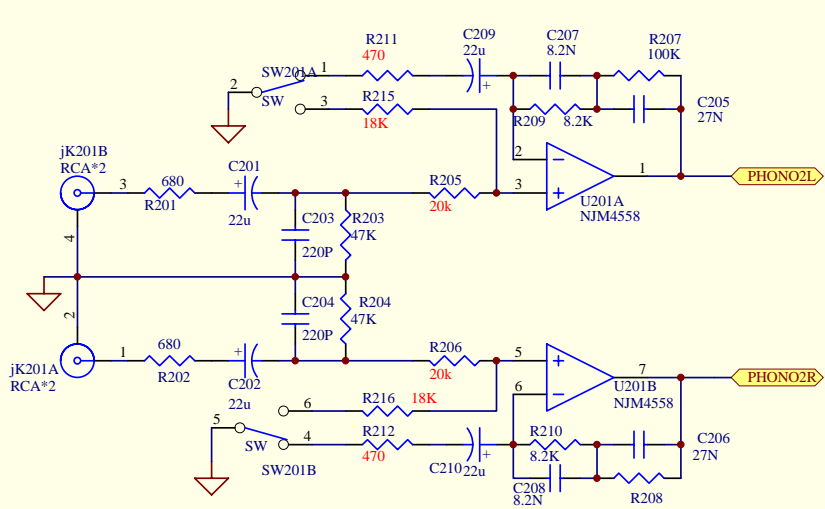 R211
470
C209
22u
C207
8.2N
R207
100K
SW201A
1
2
SW
R215
3
18K
R209
8.2K
C205
27N
jK201B
RCA*2
3
680
R201
C201
+
22u
4
C203
220P
R203
47K
R205
20k
2
3
1
U201A
NJM4558
PHONO2L
2
C204
220P
R204
47K
jK201A
RCA*2
1
680
R202
+
C202
22u
R206
20k
5
6
7
U201B
NJM4558
PHONO2R
6
R216
18K
5
SW
4
R212
470
SW201B
C210
22u
+
R210
8.2K
C208
8.2N
C206
27N
R208